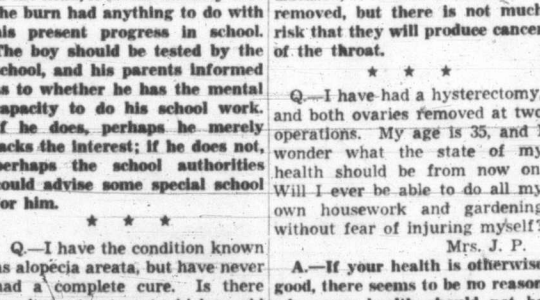 he burn had anything to do with
his present progress in school.
The boy should be tested by the
school, and his parents informed
as to whether he has the mental
capacity to do his school work.
If he does, perhaps he merely
lacks the interest; if he does not,
perhaps the school authorities
could advise some special school
for him.
★ ★ ★
Q.—I have the condition known
as alopecia areata, but have never
had a complete cure. Is there
removed, but there is not much
risk that they will produce cancer
of the throat.
★ ★ ★
Q.—I have had a hysterectomy,
and both ovaries removed at two
operations. My age is 35, and I
wonder what the state of my
health should be from now on.
Will I ever be able to do all my
own housework and gardening
without fear of injuring myself?
Mrs. J. P.
A.—If your health is otherwise
good, there seems to be no reason